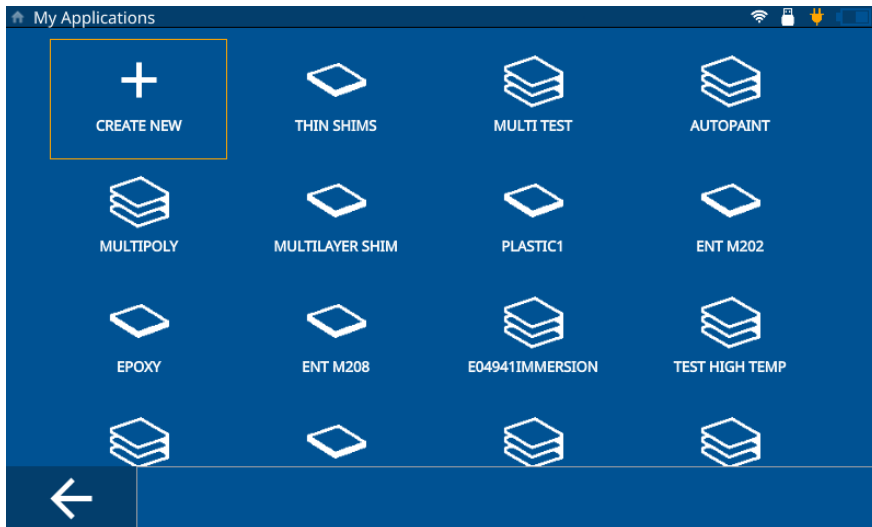 My Applications
CREATE NEW
THIN SHIMS
MULTI TEST
AUTOPAINT
MULTIPOLY
MULTILAYER SHIM
PLASTIC1
ENT M202
EPOXY
ENT M208
E04941IMMERSION
TEST HIGH TEMP